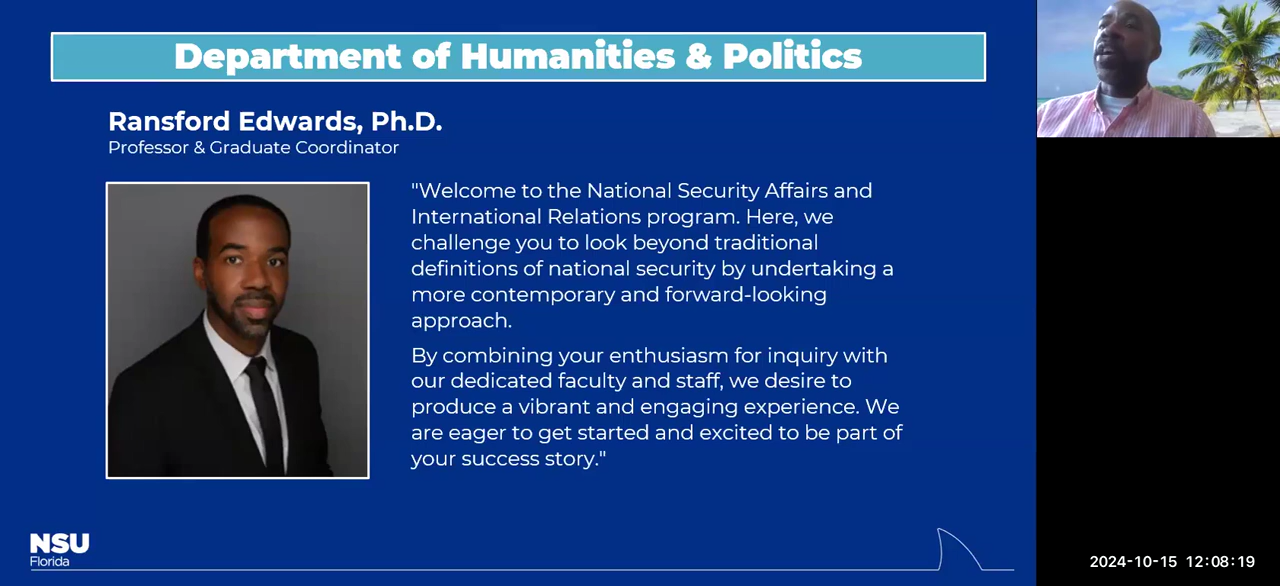 Department of Humanities & Politics
Ransford Edwards, Ph.D.
Professor & Graduate Coordinator
"Welcome to the National Security Affairs and
International Relations program. Here, we
challenge you to look beyond traditional
definitions of national security by undertaking a
more contemporary and forward-looking
approach.
By combining your enthusiasm for inquiry with
our dedicated faculty and staff, we desire to
produce a vibrant and engaging experience. We
are eager to get started and excited to be part of
your success story."
NSU
Florida
2024-10-15 12:08:19